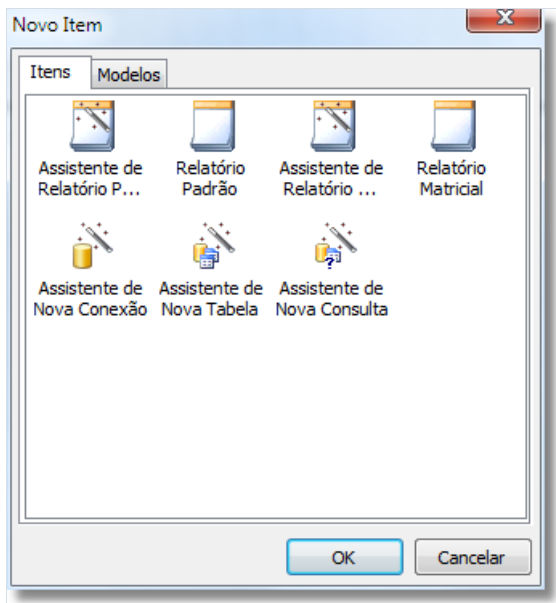 Novo Item
Itens Modelos
Assistente de Relatório Assistente de Relatório
Relatório P... Padrão Relatório ... Matricial
Assistente de Assistente de Assistente de
Nova Conexão Nova Tabela Nova Consulta
OK Cancelar